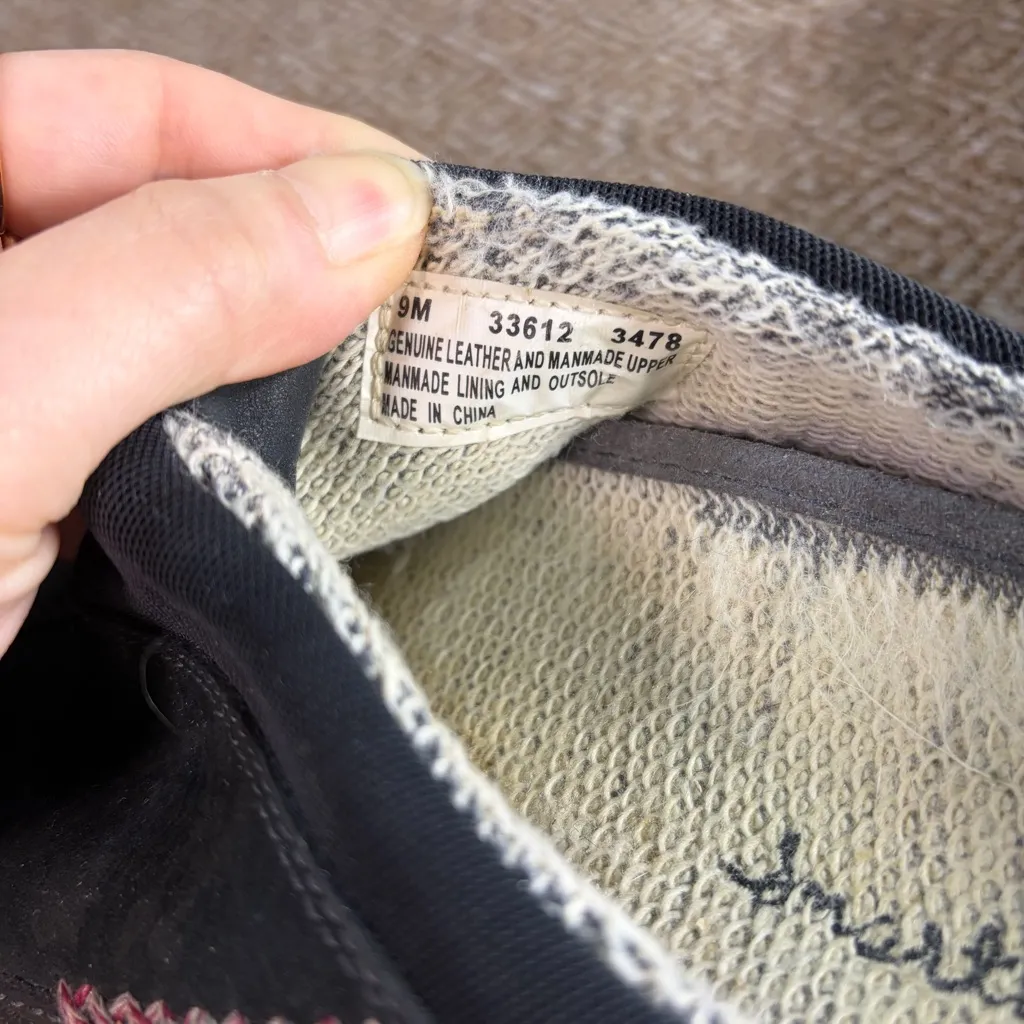 9M 33612 3478
GENUINE LEATHER AND MANMADE UPPER
MANMADE LINING AND OUTSOLE
MADE IN CHINA